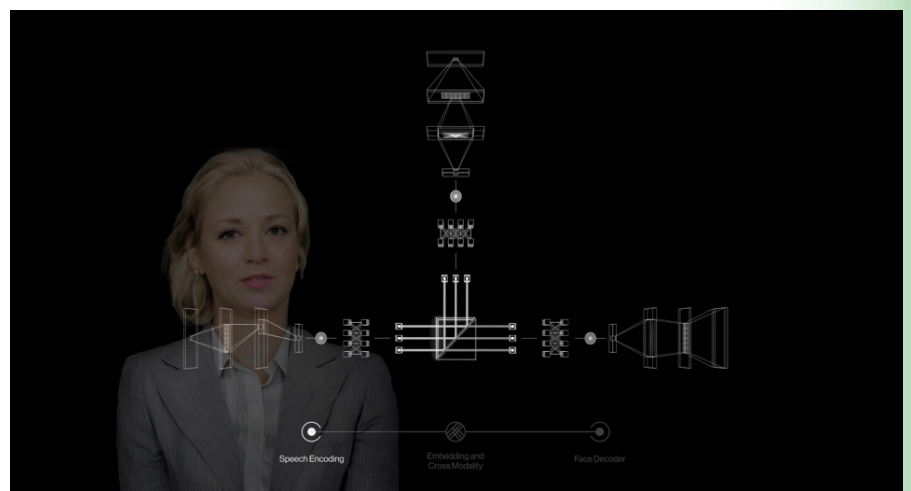 Speech Encoding
Embedding and
Cross Modality
Face Decoder